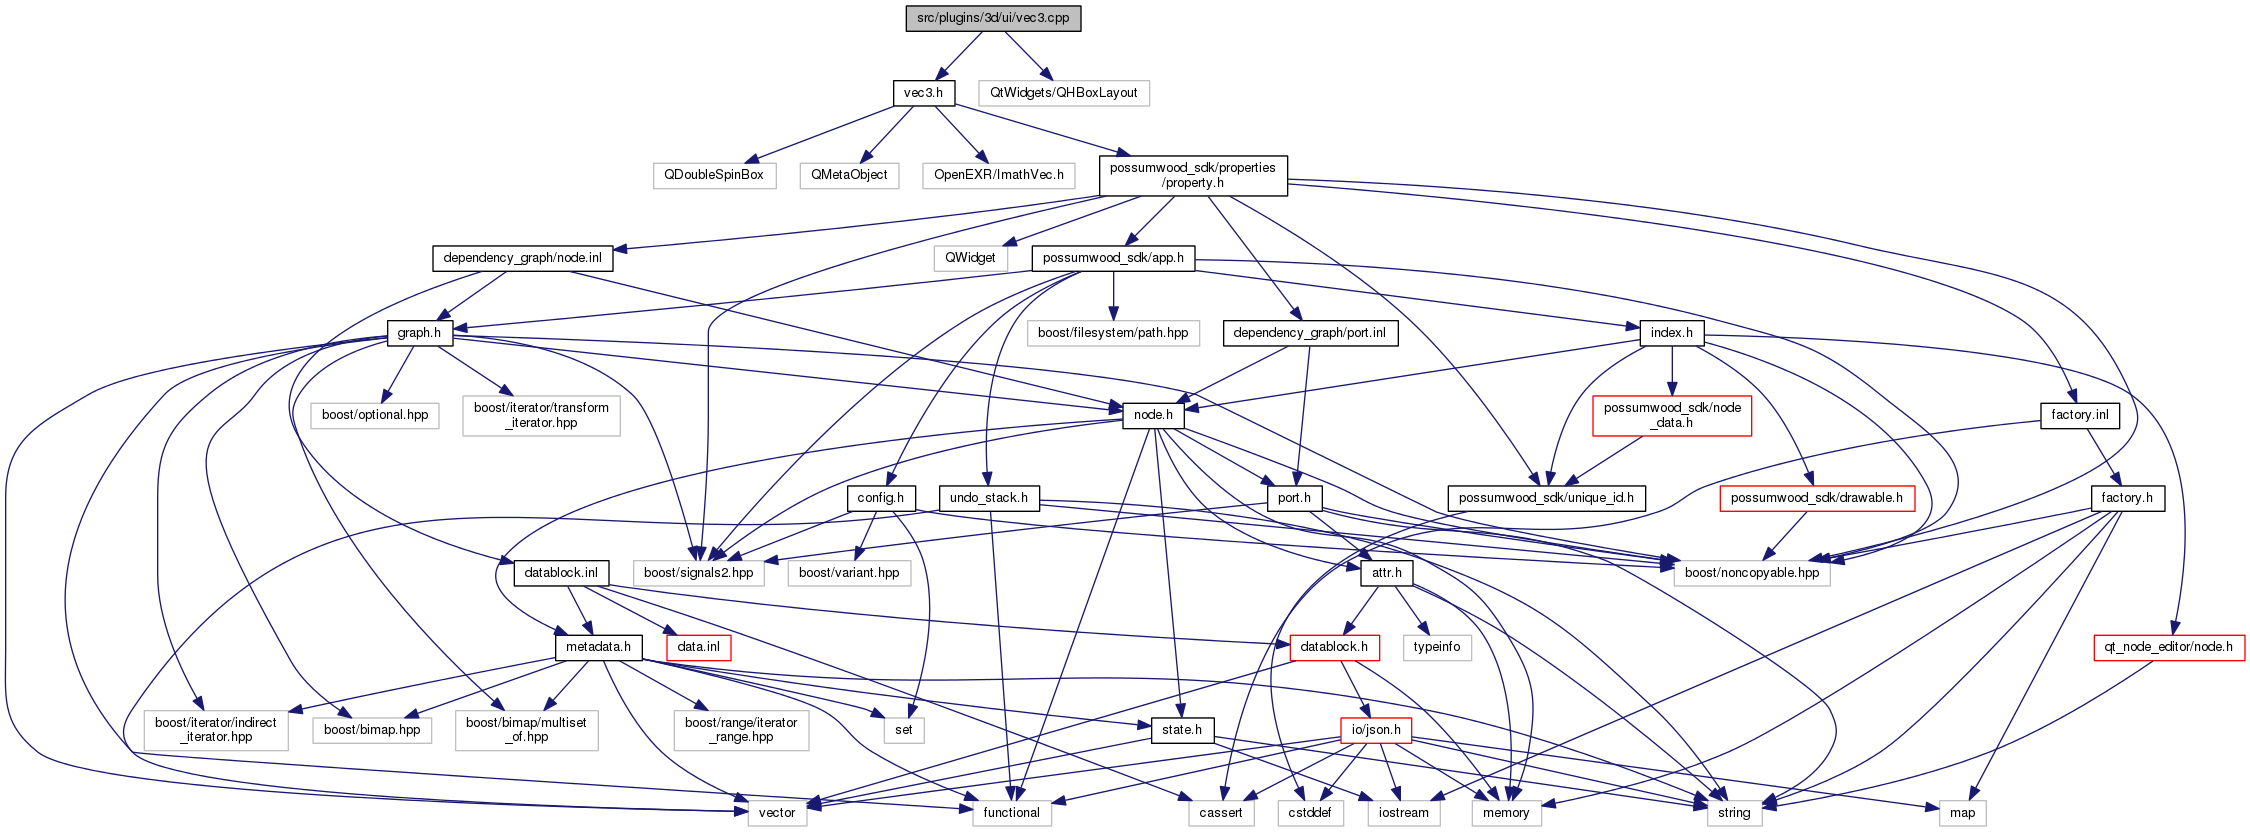 src/plugins/3d/ui/vec3.cpp
vec3.h
QtWidgets/QHBoxLayout
QDoubleSpinBox
QMetaObject
OpenEXR/ImathVec.h
possumwood_sdk/properties
/property.h
dependency_graph/node.inl
QWidget
possumwood_sdk/app.h
graph.h
boost/filesystem/path.hpp
dependency_graph/port.inl
index.h
boost/optional.hpp
boost/iterator/transform
_iterator.hpp
node.h
possumwood_sdk/node
_data.h
factory.inl
config.h
undo_stack.h
port.h
possumwood_sdk/unique_id.h
possumwood_sdk/drawable.h
factory.h
datablock.inl
boost/signals2.hpp
boost/variant.hpp
attr.h
boost/noncopyable.hpp
metadata.h
data.inl
datablock.h
typeinfo
qt_node_editor/node.h
boost/iterator/indirect
_iterator.hpp
boost/bimap.hpp
boost/bimap/multiset
_of.hpp
boost/range/iterator
_range.hpp
set
state.h
io/json.h
vector
functional
cassert
cstddef
iostream
memory
string
map